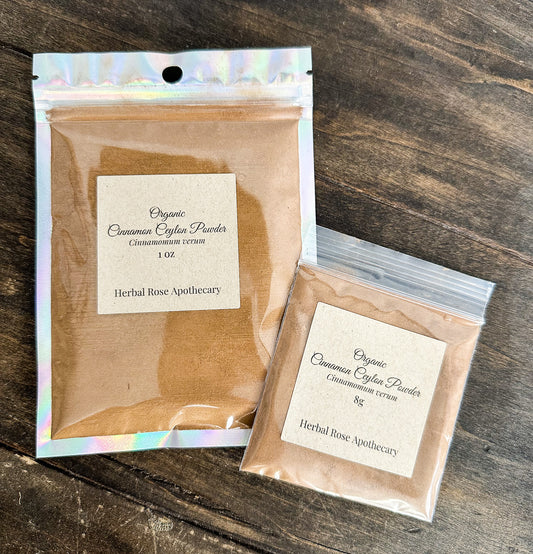 Organic
Cinnamon Ceylon Powder
Cinnamomum verum
1 oz
Herbal Rose Apothecary
Organic
Cinnamon Ceylon Powder
Cinnamomum verum
8g
Herbal Rose Apothecary